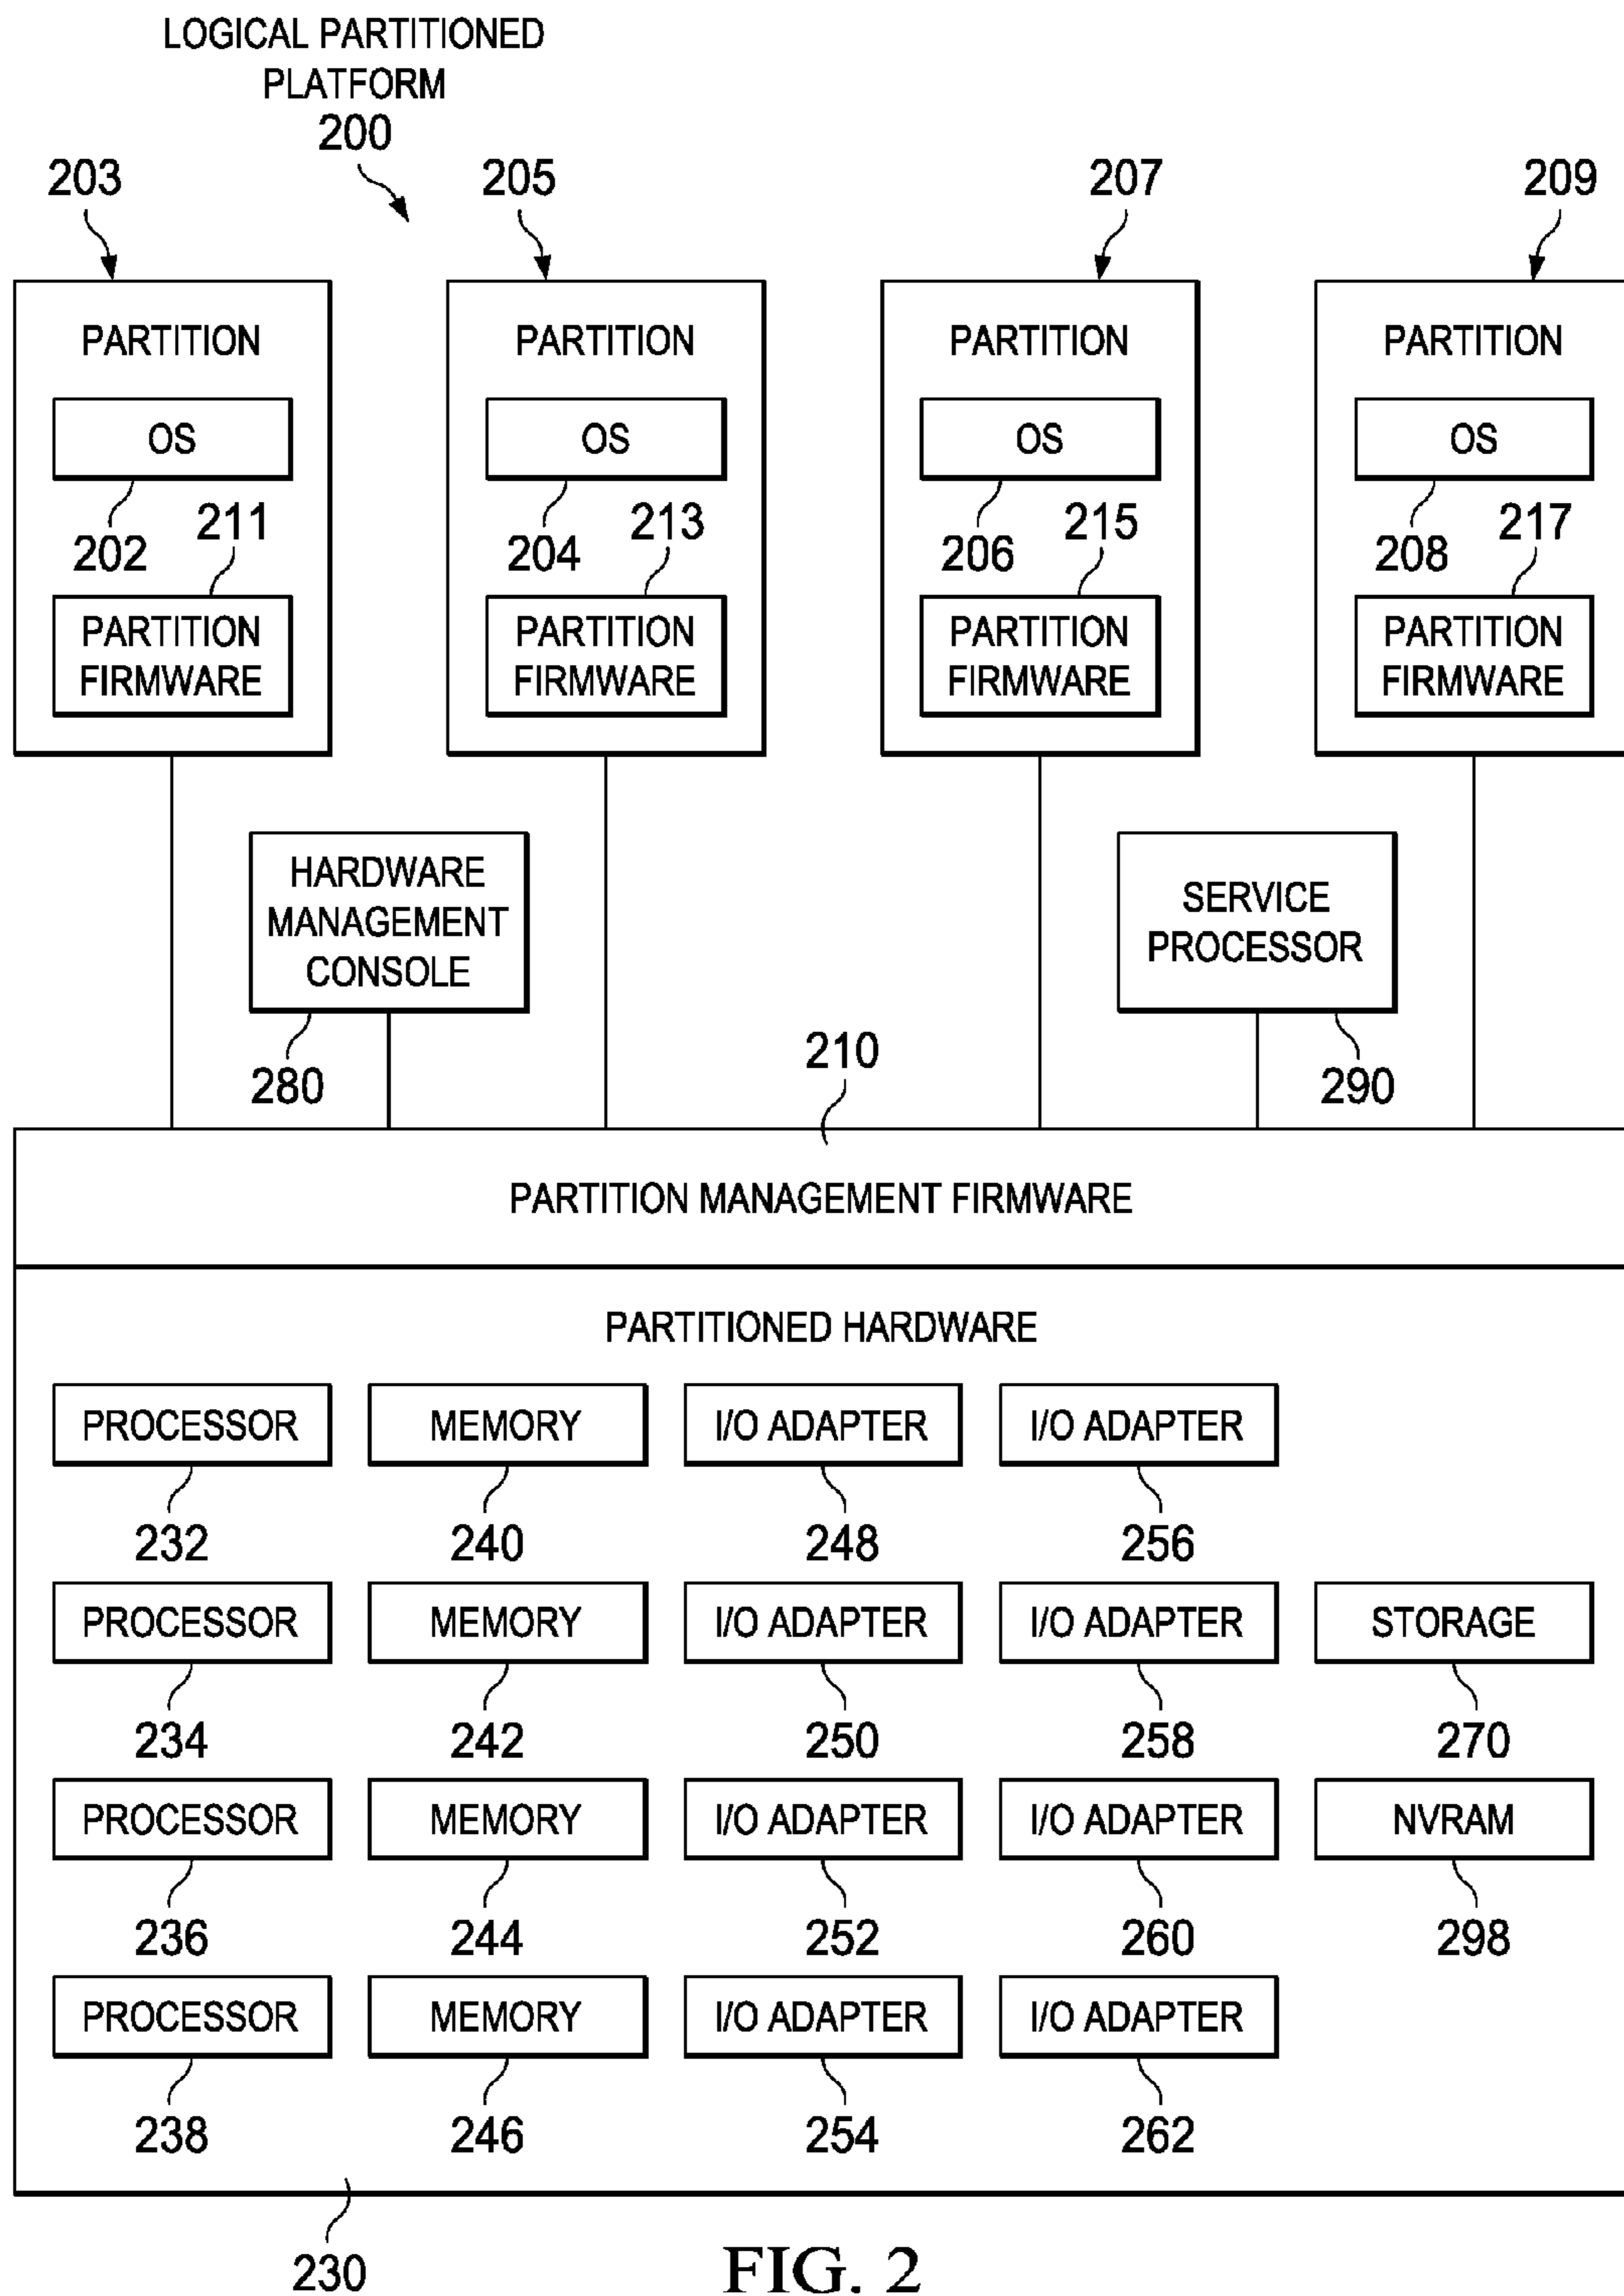 LOGICAL PARTITIONED
PLATFORM
200
203
205
207
209
PARTITION
PARTITION
PARTITION
PARTITION
OS
OS
OS
OS
202
211
204
213
206
215
208
217
PARTITION
FIRMWARE
PARTITION
FIRMWARE
PARTITION
FIRMWARE
PARTITION
FIRMWARE
HARDWARE
MANAGEMENT
CONSOLE
280
SERVICE
PROCESSOR
290
210
PARTITION MANAGEMENT FIRMWARE
PARTITIONED HARDWARE
PROCESSOR
MEMORY
I/O ADAPTER
I/O ADAPTER
232
240
248
256
PROCESSOR
MEMORY
I/O ADAPTER
I/O ADAPTER
STORAGE
234
242
250
258
270
PROCESSOR
MEMORY
I/O ADAPTER
I/O ADAPTER
NVRAM
236
244
252
260
298
PROCESSOR
MEMORY
I/O ADAPTER
I/O ADAPTER
238
246
254
262
230
FIG. 2